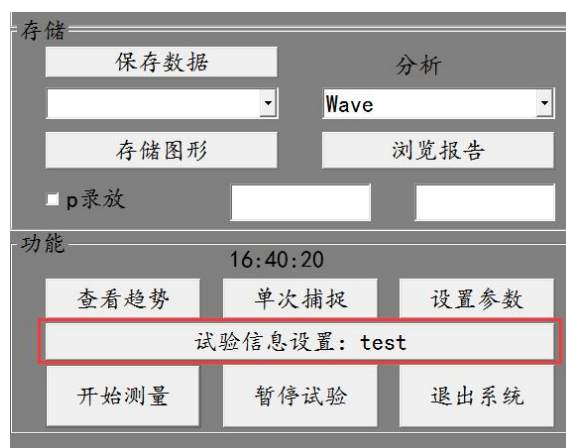 存储
保存数据 分析
Wave
存储图形 浏览报告
p录放
功能
16:40:20
查看趋势 单次捕捉 设置参数
试验信息设置: test
开始测量 暂停试验 退出系统